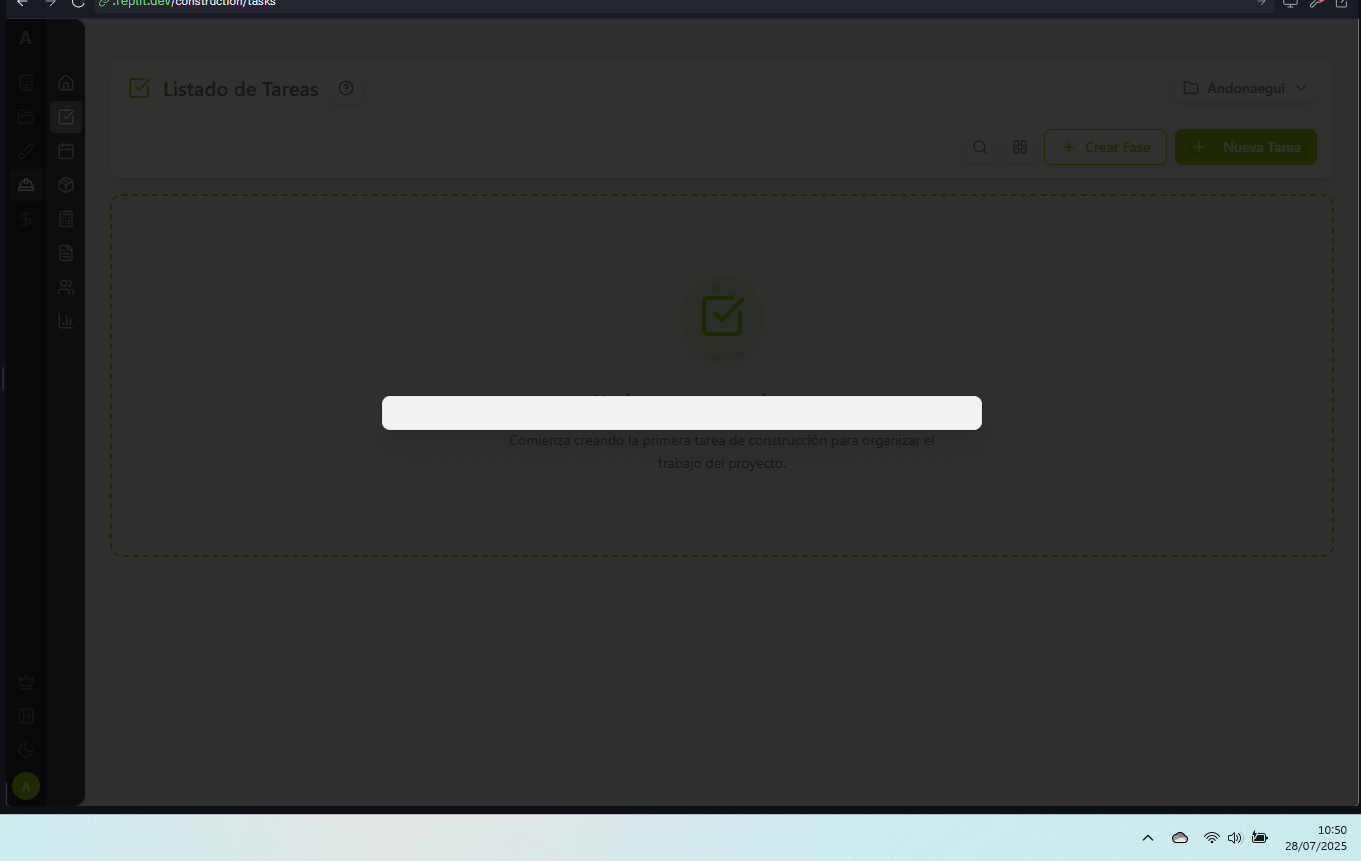 .replit.dev/construction/tasks
A
Listado de Tareas
Andonaegui
Crear Fase
Nueva Tarea
Comienza creando la primera tarea de construcción para organizar el
trabajo del proyecto.
A
10:50
28/07/2025